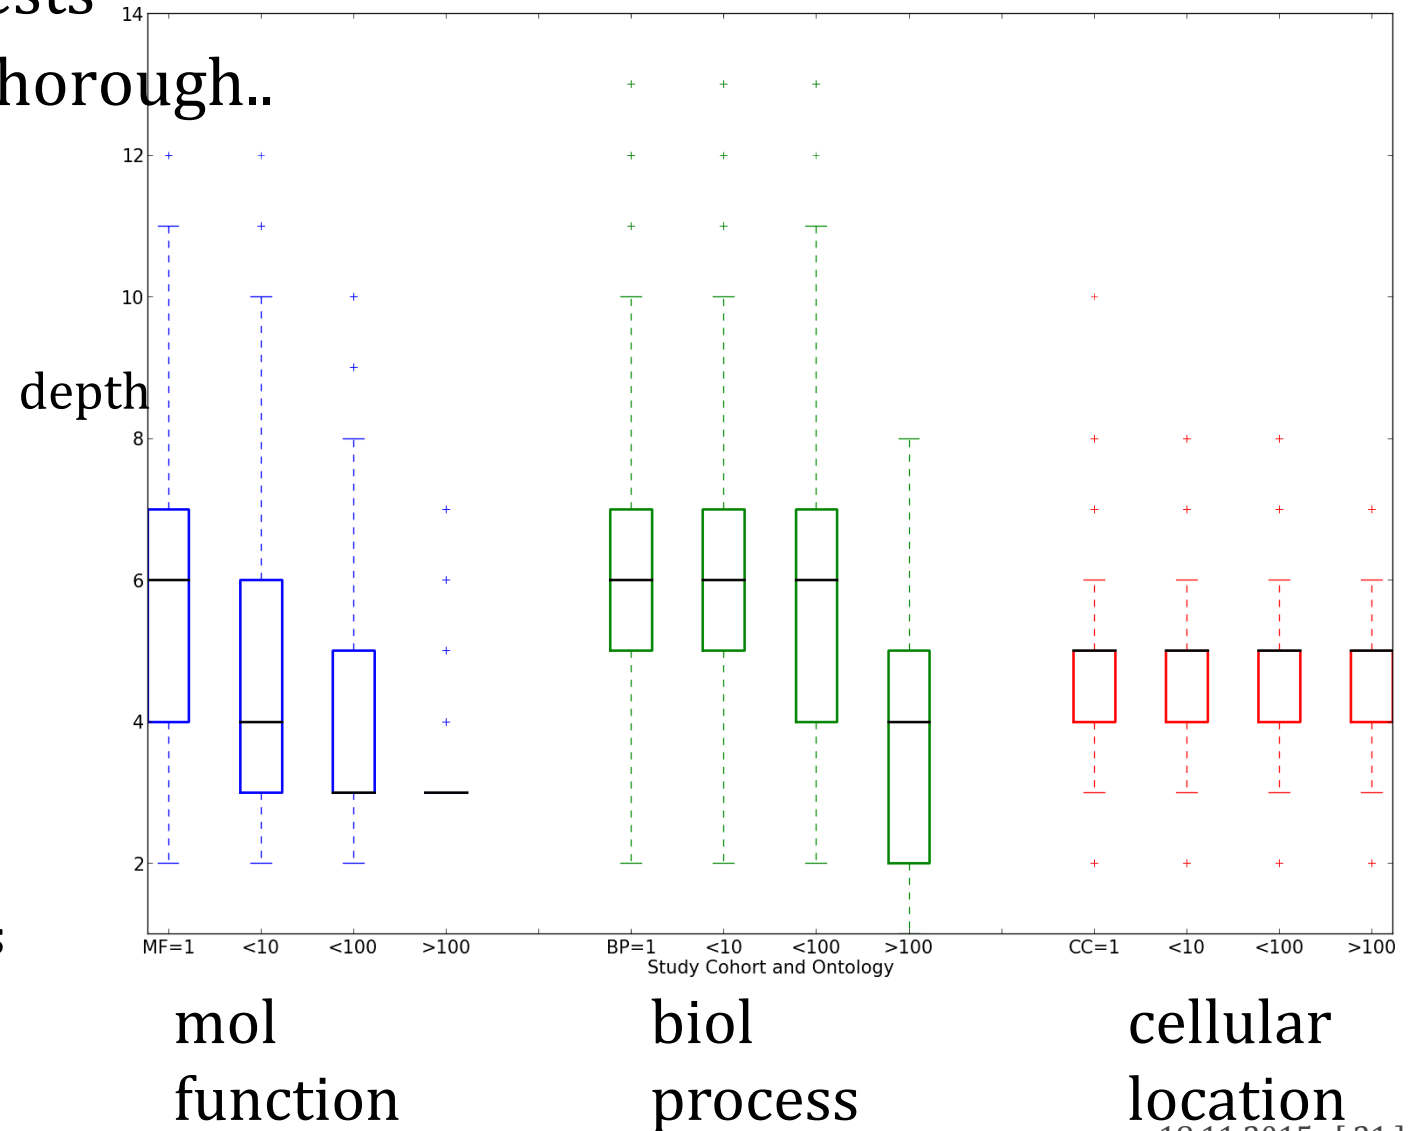 ests
horough..
14
12
10
depth
8
6
4
2
s
MF=1 <10 <100 >100 BP=1 <10 <100 >100 CC=1 <10 <100 >100
Study Cohort and Ontology
mol biol cellular
function process location